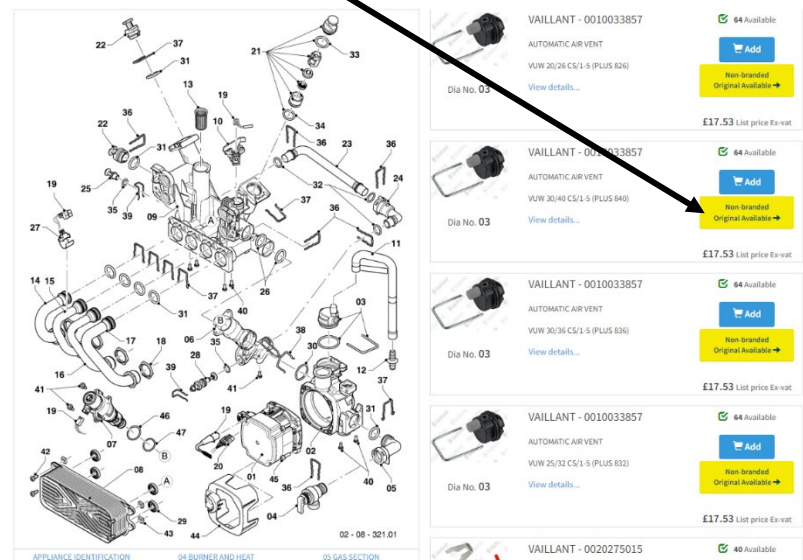 22
37
31
21
33
13
19
10
34
36
36
22
31
23
36
25
32
24
35
39
37
19
09
A
36
27
11
26
14 15
37
40
31
B
03
38
17
06
30
18
35
16
28
12
39
41
37
41
19
46
19
02
31
47
07
20
42
B
08
01
45
36
40
05
A
04
29
43
44
02 - 08 - 321.01
APPLIANCE IDENTIFICATION
04 BURNER AND HEAT
05 GAS SECTION
VAILLANT - 0010033857
64 Available
AUTOMATIC AIR VENT
Add
VUW 20/26 CS/1-5 (PLUS 826)
Non-branded
Original Available →
Dia No. 03
View details...
£17.53 List price Ex-vat
VAILLANT - 0010033857
64 Available
AUTOMATIC AIR VENT
Add
VUW 30/40 CS/1-5 (PLUS 840)
Non-branded
Original Available →
Dia No. 03
View details...
£17.53 List price Ex-vat
VAILLANT - 0010033857
64 Available
AUTOMATIC AIR VENT
Add
VUW 30/36 CS/1-5 (PLUS 836)
Non-branded
Original Available →
Dia No. 03
View details...
£17.53 List price Ex-vat
VAILLANT - 0010033857
64 Available
AUTOMATIC AIR VENT
Add
VUW 25/32 CS/1-5 (PLUS 832)
Non-branded
Original Available →
Dia No. 03
View details...
£17.53 List price Ex-vat
VAILLANT - 0020275015
40 Available